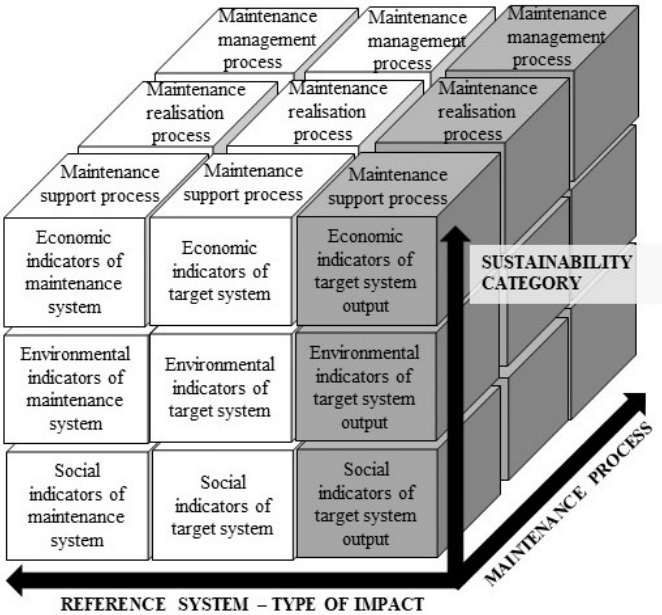 Maintenance
management
process
Maintenance
management
process
Maintenance
management
process
Maintenance
realisation
process
Maintenance
realisation
process
Maintenance
realisation
process
Maintenance
support process
Maintenance
support process
Maintenance
support process
Economic
indicators of
maintenance
system
Economic
indicators of
target system
Economic
indicators of
target system
output
SUSTAINABILITY
CATEGORY
Environmental
indicators of
maintenance
system
Environmental
indicators of
target system
Environmental
indicators of
target system
output
Social
indicators of
maintenance
system
Social
indicators of
target system
Social
indicators of
target system
output
MAINTENANCE PROCESS
REFERENCE SYSTEM – TYPE OF IMPACT